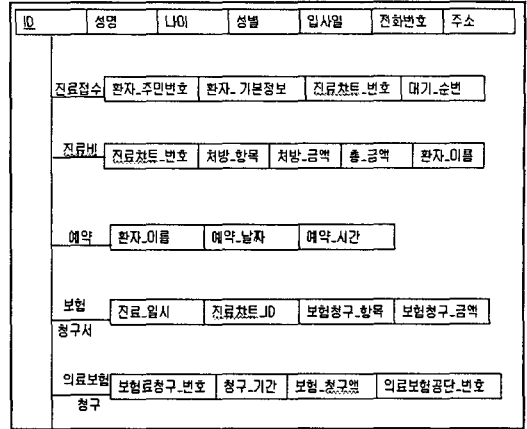 ID 성명 나이 성별 입사일 전화번호 주소
진료접수 환자_주민번호 환자_ 기본정보 진료챠트_번호 대기_순번
진료비 진료챠트_번호 처방_항목 처방_금액 총_금액 환자_이름
예약 환자_이름 예약_날짜 예약_시간
보험 진료_일시 진료챠트_ID 보험청구_항목 보험청구_금액
청구서
의료보험 보험료청구_번호 청구_기간 보험_청구액 의료보험공단_번호
청구